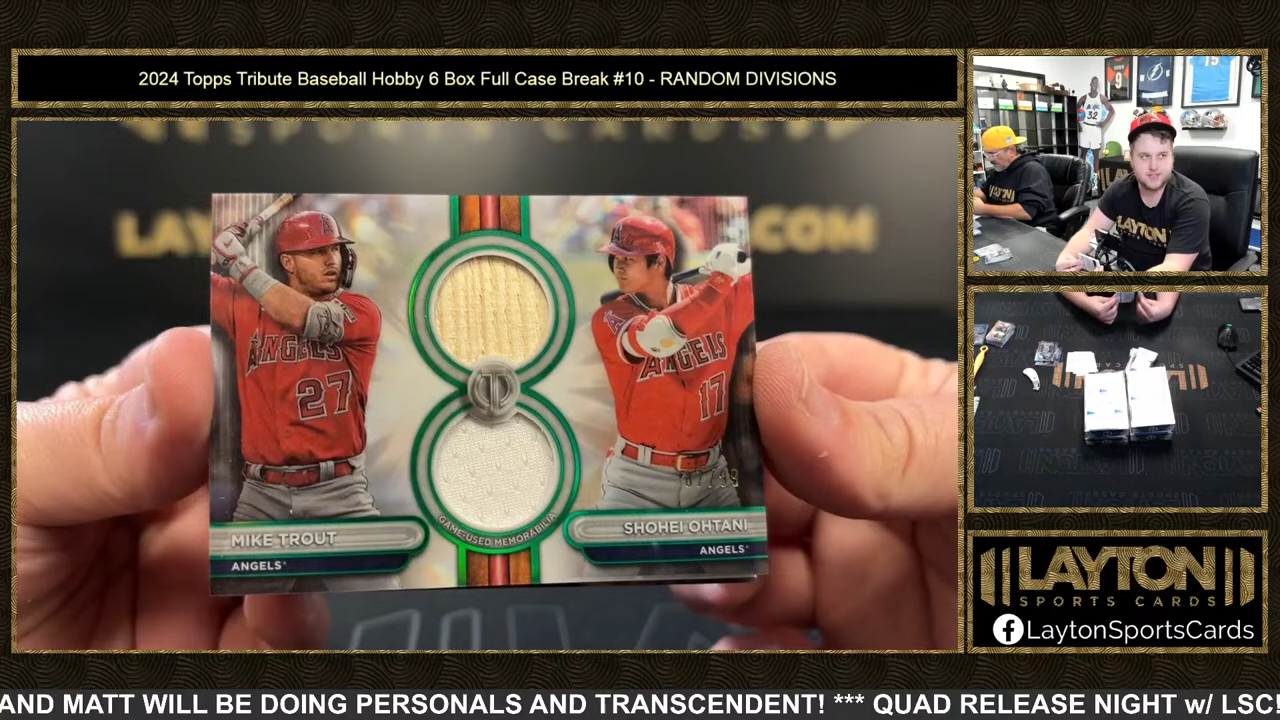 2024 Topps Tribute Baseball Hobby 6 Box Full Case Break #10 - RANDOM DIVISIONS
ANGELS
27
ANGELS
17
GAME-USED MEMORABILIA
MIKE TROUT
ANGELS
SHOHEI OHTANI
ANGELS
32
LAYTON
LAYTON
SPORTS CARDS
LaytonSportsCards
AND MATT WILL BE DOING PERSONALS AND TRANSCENDENT! *** QUAD RELEASE NIGHT w/ LSC!